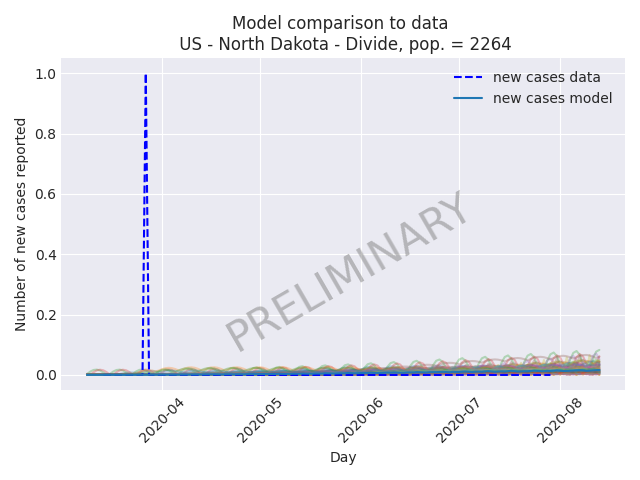 Model comparison to data
US - North Dakota - Divide, pop. = 2264
1.0
0.8
0.6
0.4
0.2
0.0
Number of new cases reported
new cases data
new cases model
PRELIMINARY
2020-04
2020-05
2020-06
2020-07
2020-08
Day